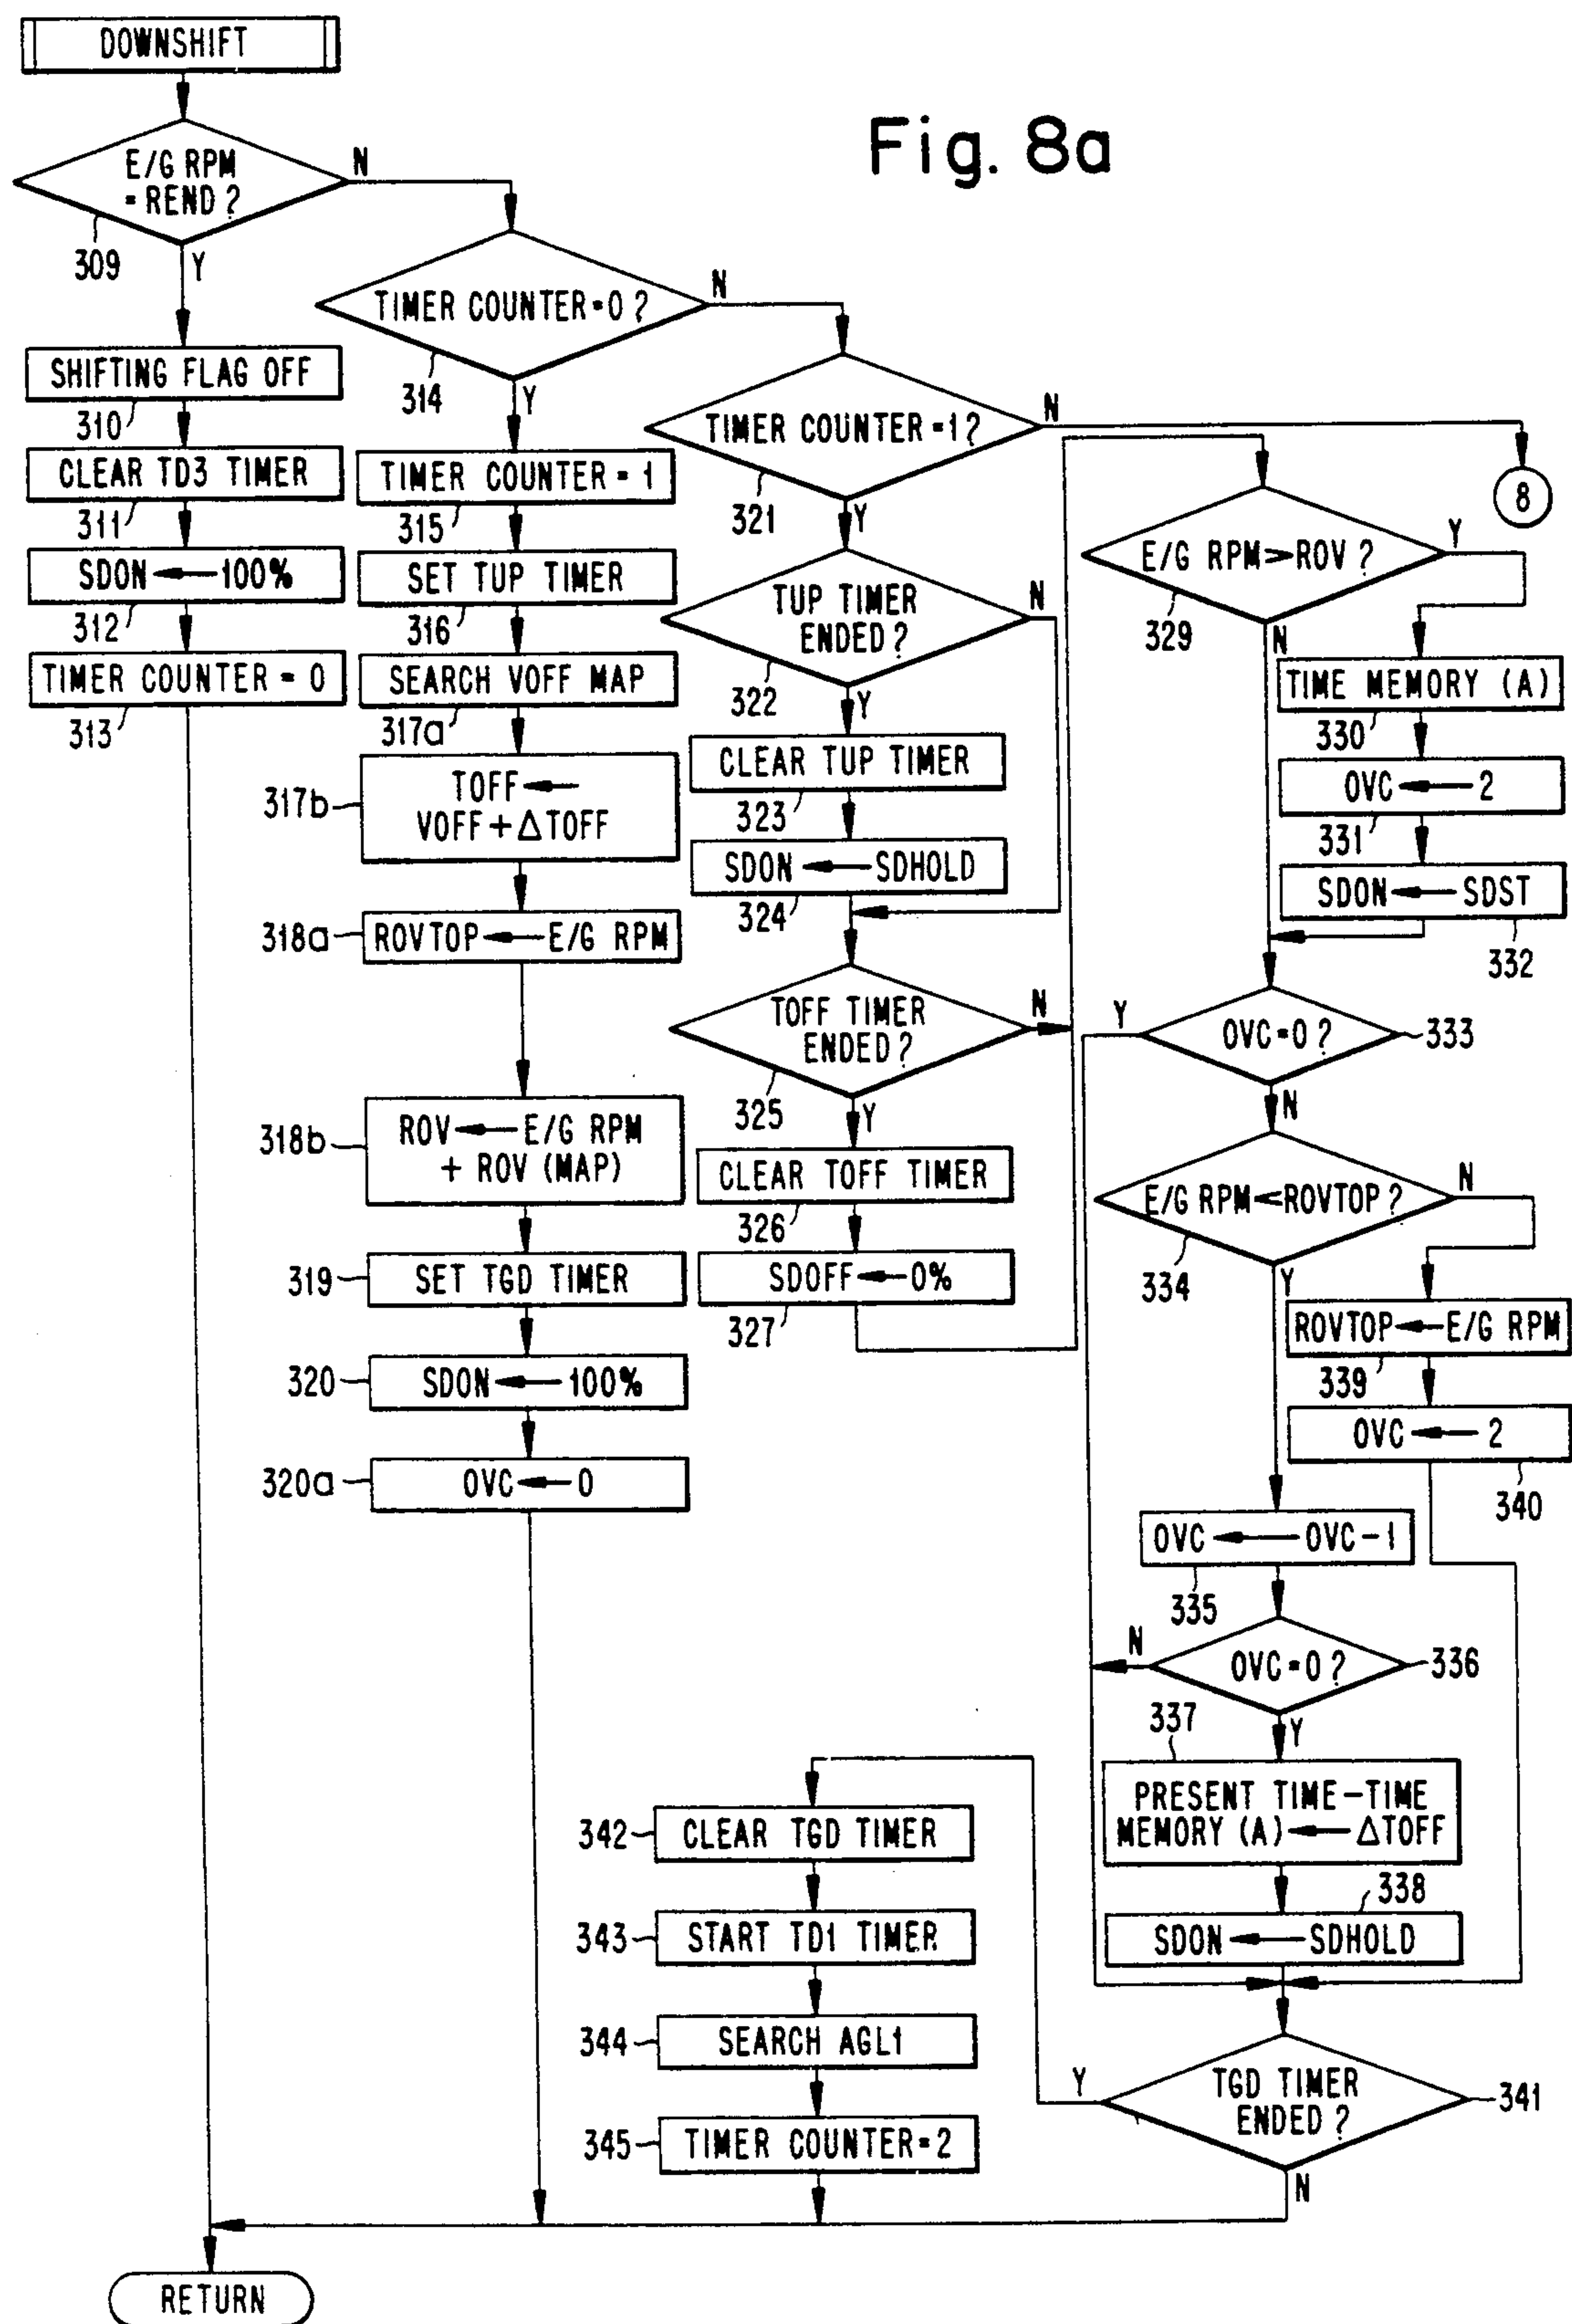 DOWNSHIFT
Fig. 8a
E/G RPM
= REND ?
N
309
Y
SHIFTING FLAG OFF
310
CLEAR TD3 TIMER
311
SDON ← 100%
312
TIMER COUNTER = 0
313
TIMER COUNTER = 0 ?
N
314
Y
TIMER COUNTER = 1
315
SET TUP TIMER
316
SEARCH VOFF MAP
317a
TOFF ←
VOFF + ΔTOFF
317b
ROVTOP ← E/G RPM
318a
ROV ← E/G RPM
+ ROV (MAP)
318b
SET TGD TIMER
319
SDON ← 100%
320
OVC ← 0
320a
TIMER COUNTER = 1 ?
N
321
Y
8
TUP TIMER
ENDED ?
N
322
Y
CLEAR TUP TIMER
323
SDON ← SDHOLD
324
TOFF TIMER
ENDED ?
N
325
Y
CLEAR TOFF TIMER
326
SDOFF ← 0%
327
E/G RPM > ROV ?
Y
329
N
TIME MEMORY (A)
330
OVC ← 2
331
SDON ← SDST
332
OVC = 0 ?
Y
333
N
E/G RPM < ROVTOP ?
N
334
Y
ROVTOP ← E/G RPM
339
OVC ← 2
340
OVC ← OVC - 1
335
OVC = 0 ?
N
336
Y
337
PRESENT TIME - TIME
MEMORY (A) ← ΔTOFF
338
SDON ← SDHOLD
TGD TIMER
ENDED ?
Y
341
N
342
CLEAR TGD TIMER
343
START TD1 TIMER
344
SEARCH AGL1
345
TIMER COUNTER = 2
RETURN